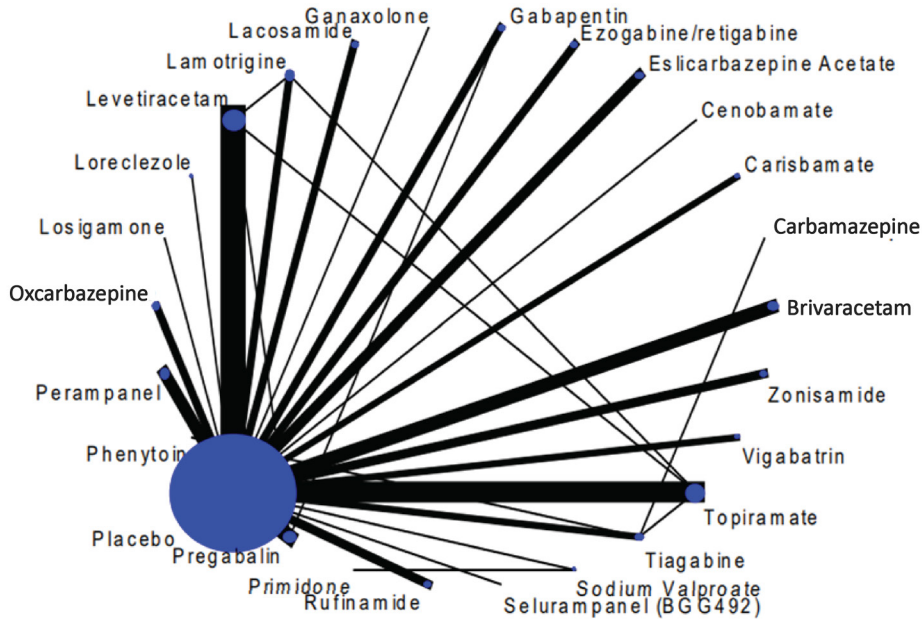 Ganaxolone
Gabapentin
Lacosamide
Ezogabine/retigabine
Lamotrigine
Eslicarbazepine Acetate
Levetiracetam
Cenobamate
Loreclezole
Carisbamate
Losigamone
Carbamazepine
Oxcarbazepine
Brivaracetam
Perampanel
Zonisamide
Phenytoin
Vigabatrin
Topiramate
Placebo
Pregabalin
Tiagabine
Primidone
Sodium Valproate
Rufinamide
Selurampanel (BGG492)